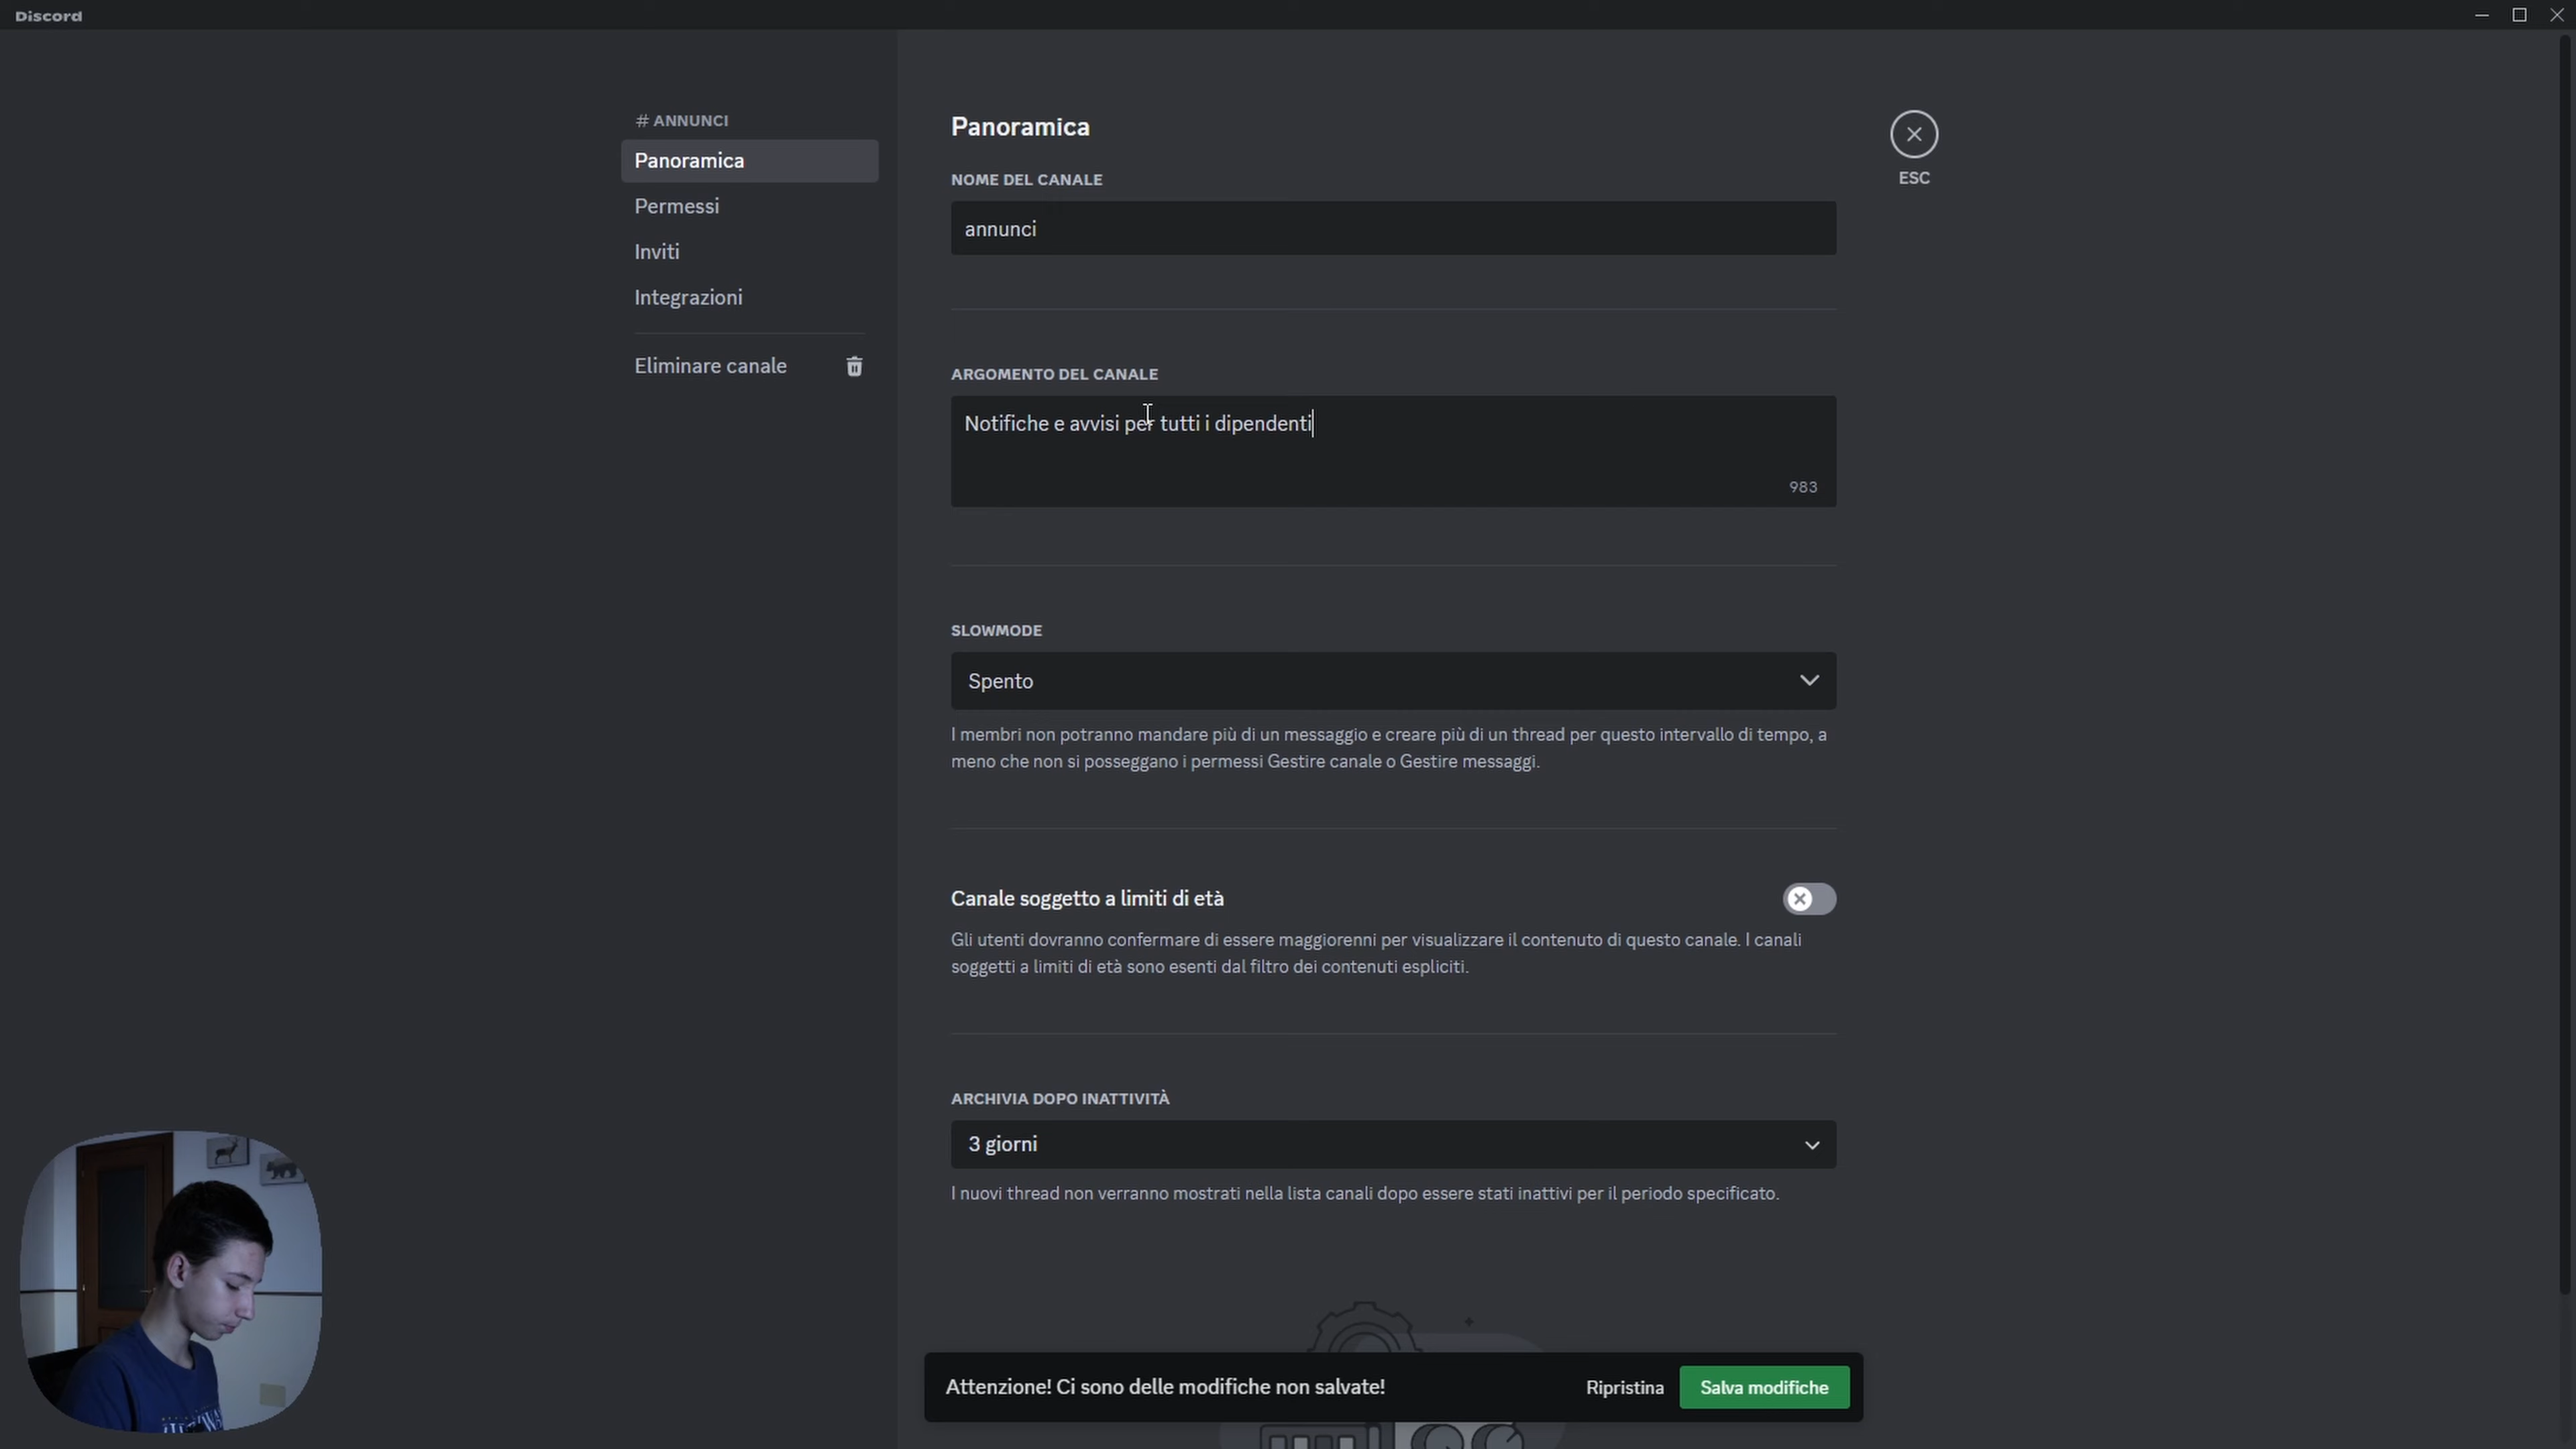 Discord
# ANNUNCI
Panoramica
Permessi
Inviti
Integrazioni
Eliminare canale
Panoramica
NOME DEL CANALE
annunci
ARGOMENTO DEL CANALE
Notifiche e avvisi per tutti i dipendenti
983
SLOWMODE
Spento
I membri non potranno mandare più di un messaggio e creare più di un thread per questo intervallo di tempo, a
meno che non si posseggano i permessi Gestire canale o Gestire messaggi.
Canale soggetto a limiti di età
Gli utenti dovranno confermare di essere maggiorenni per visualizzare il contenuto di questo canale. I canali
soggetti a limiti di età sono esenti dal filtro dei contenuti espliciti.
ARCHIVIA DOPO INATTIVITÀ
3 giorni
I nuovi thread non verranno mostrati nella lista canali dopo essere stati inattivi per il periodo specificato.
Attenzione! Ci sono delle modifiche non salvate!
Ripristina
Salva modifiche
ESC